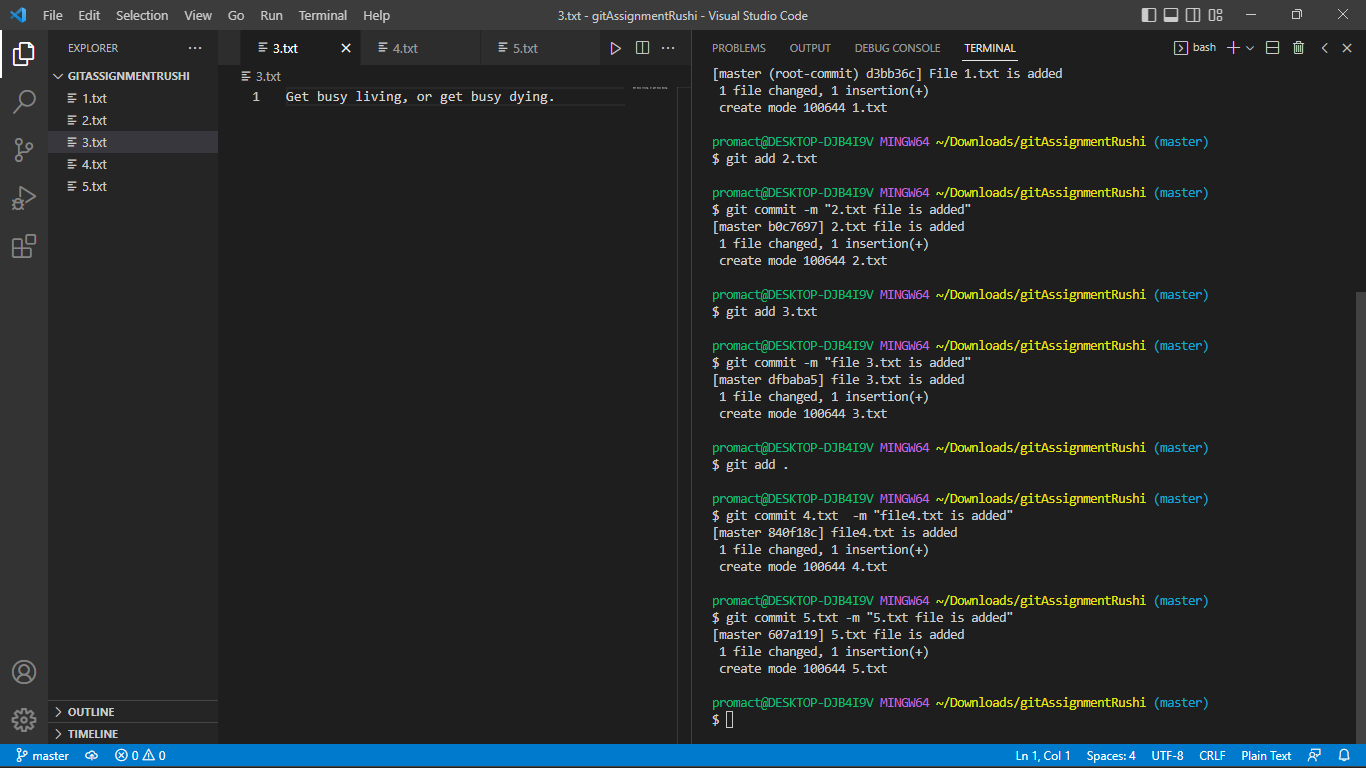 File Edit Selection View Go Run Terminal Help 3.txt - gitAssignmentRushi - Visual Studio Code
EXPLORER
GITASSIGNMENTRUSHI
1.txt
2.txt
3.txt
4.txt
5.txt
OUTLINE
TIMELINE
3.txt 4.txt 5.txt
3.txt
1 Get busy living, or get busy dying.
PROBLEMS OUTPUT DEBUG CONSOLE TERMINAL bash
[master (root-commit) d3bb36c] File 1.txt is added
1 file changed, 1 insertion(+)
create mode 100644 1.txt
promact@DESKTOP-DJB4I9V MINGW64 ~/Downloads/gitAssignmentRushi (master)
$ git add 2.txt
promact@DESKTOP-DJB4I9V MINGW64 ~/Downloads/gitAssignmentRushi (master)
$ git commit -m "2.txt file is added"
[master b0c7697] 2.txt file is added
1 file changed, 1 insertion(+)
create mode 100644 2.txt
promact@DESKTOP-DJB4I9V MINGW64 ~/Downloads/gitAssignmentRushi (master)
$ git add 3.txt
promact@DESKTOP-DJB4I9V MINGW64 ~/Downloads/gitAssignmentRushi (master)
$ git commit -m "file 3.txt is added"
[master dfbaba5] file 3.txt is added
1 file changed, 1 insertion(+)
create mode 100644 3.txt
promact@DESKTOP-DJB4I9V MINGW64 ~/Downloads/gitAssignmentRushi (master)
$ git add .
promact@DESKTOP-DJB4I9V MINGW64 ~/Downloads/gitAssignmentRushi (master)
$ git commit 4.txt  -m "file4.txt is added"
[master 840f18c] file4.txt is added
1 file changed, 1 insertion(+)
create mode 100644 4.txt
promact@DESKTOP-DJB4I9V MINGW64 ~/Downloads/gitAssignmentRushi (master)
$ git commit 5.txt -m "5.txt file is added"
[master 607a119] 5.txt file is added
1 file changed, 1 insertion(+)
create mode 100644 5.txt
promact@DESKTOP-DJB4I9V MINGW64 ~/Downloads/gitAssignmentRushi (master)
$
master 0 0 Ln 1, Col 1 Spaces: 4 UTF-8 CRLF Plain Text